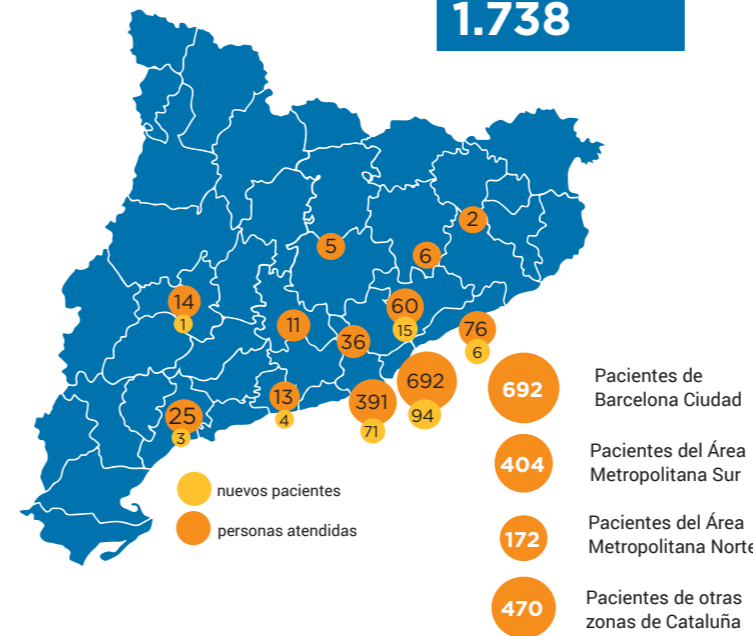 1.738
2
5
6
14
1
60
15
11
76
6
36
692
94
391
71
13
4
25
3
nuevos pacientes
personas atendidas
692
Pacientes de
Barcelona Ciudad
404
Pacientes del Área
Metropolitana Sur
172
Pacientes del Área
Metropolitana Norte
470
Pacientes de otras
zonas de Cataluña